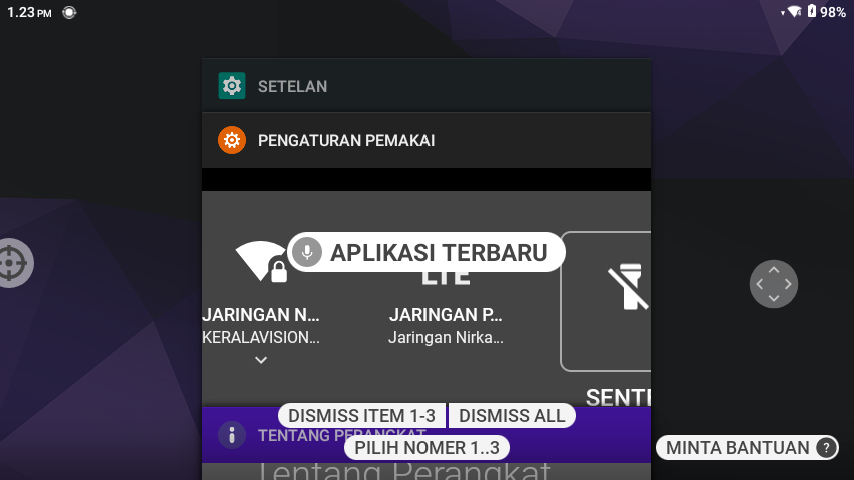 1.23 PM
98%
SETELAN
PENGATURAN PEMAKAI
APLIKASI TERBARU
LTE
JARINGAN N...
JARINGAN P...
KERALAVISION...
Jaringan Nirka...
SENTE
DISMISS ITEM 1-3
DISMISS ALL
TENTANG PERANGKAT
PILIH NOMER 1..3
MINTA BANTUAN ?
Tentang Perangkat